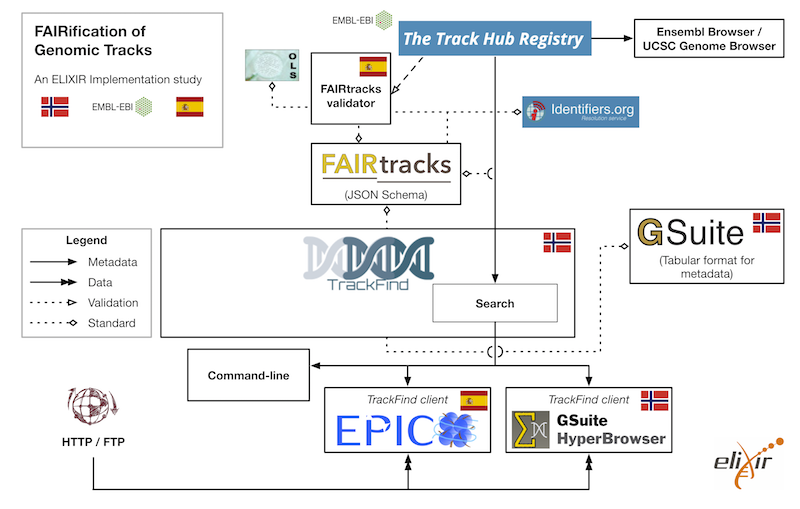 FAIRification of
Genomic Tracks
An ELIXIR Implementation study
EMBL-EBI
EMBL-EBI
The Track Hub Registry
Ensembl Browser /
UCSC Genome Browser
OLS
FAIRtracks
validator
Identifiers.org
Resolution service
FAIRtracks
(JSON Schema)
Legend
Metadata
Data
Validation
Standard
TrackFind
Search
GSuite
(Tabular format for
metadata)
Command-line
TrackFind client
EPICO
TrackFind client
GSuite
HyperBrowser
HTTP / FTP
elixir